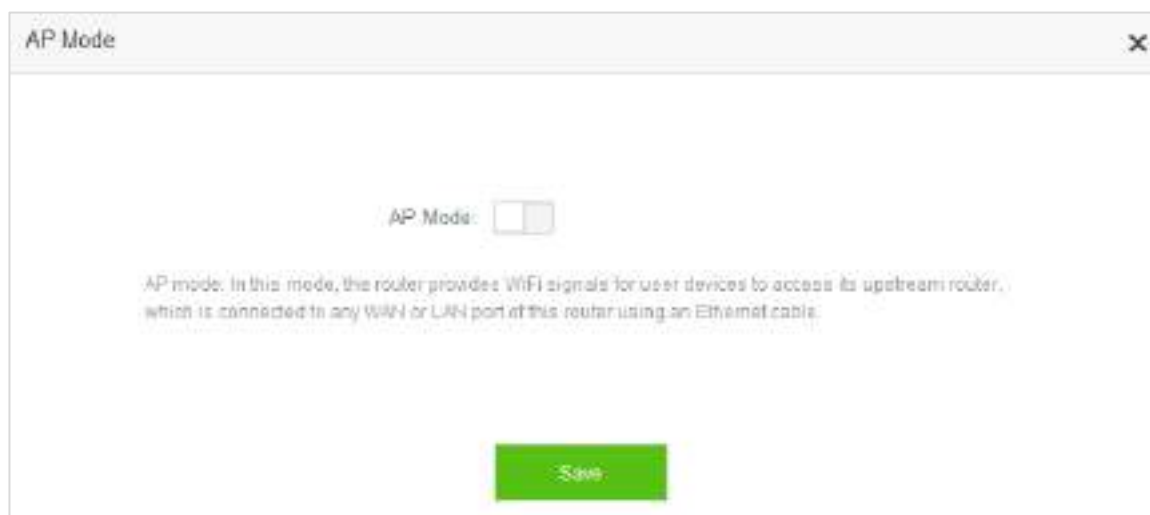 AP Mode
AP Mode:
AP mode: In this mode, the router provides WiFi signals for user devices to access its upstream router,
which is connected to any WAN or LAN port of this router using an Ethernet cable.
Save